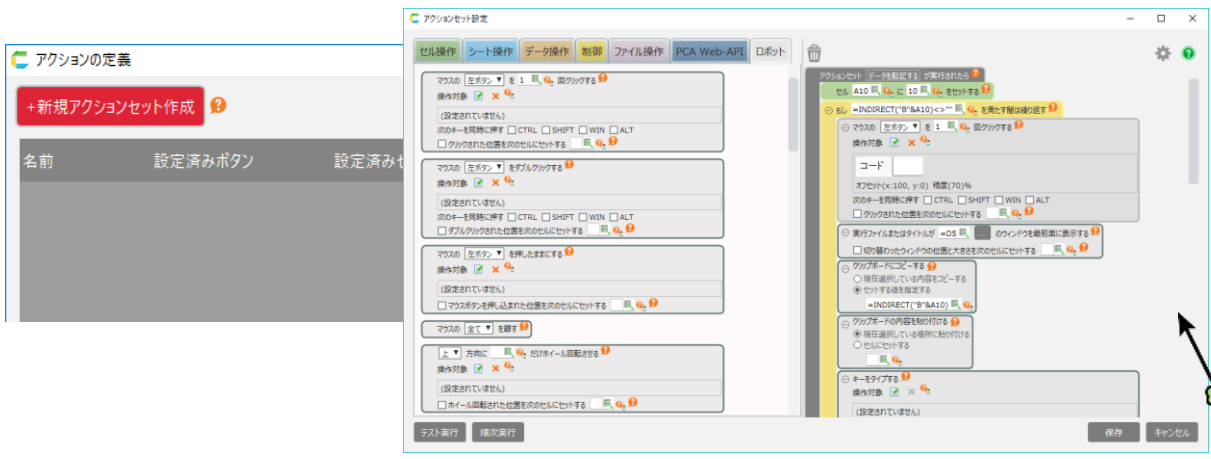 アクションの定義
+新規アクションセット作成
名前 設定済みボタン 設定済みセ
アクションセット設定
セル操作 シート操作 データ操作 制御 ファイル操作 PCA Web-API ロボット
マウスの 左ボタン ▼ を 1 回クリックする
操作対象
(設定されていません)
次のキーを同時に押す CTRL SHIFT WIN ALT
クリックされた位置を次のセルにセットする
マウスの 左ボタン ▼ をダブルクリックする
操作対象
(設定されていません)
次のキーを同時に押す CTRL SHIFT WIN ALT
ダブルクリックされた位置を次のセルにセットする
マウスの 左ボタン ▼ を押したままにする
操作対象
(設定されていません)
マウスボタンを押し込まれた位置を次のセルにセットする
マウスの 全て ▼ を離す
上 ▼ 方向に だけホイール回転させる
操作対象
(設定されていません)
ホイール回転された位置を次のセルにセットする
テスト実行 順次実行
アクションセット データを転記する が実行されたら
セル A10 に 10 をセットする
もし =INDIRECT("B"&A10)<>"" を満たす間は繰り返す
マウスの 左ボタン ▼ を 1 回クリックする
操作対象
コード
オフセット(x:100, y:0) 精度(70)%
次のキーを同時に押す CTRL SHIFT WIN ALT
クリックされた位置を次のセルにセットする
実行ファイルまたはタイトルが =D5 ... のウィンドウを最前面に表示する
切り替わったウィンドウの位置と大きさを次のセルにセットする
クリップボードにコピーする
現在選択している内容をコピーする
セットする値を指定する
=INDIRECT("B"&A10)
クリップボードの内容を貼り付ける
現在選択している場所に貼り付ける
セルにセットする
キーをタイプする
操作対象
(設定されていません)
保存 キャンセル